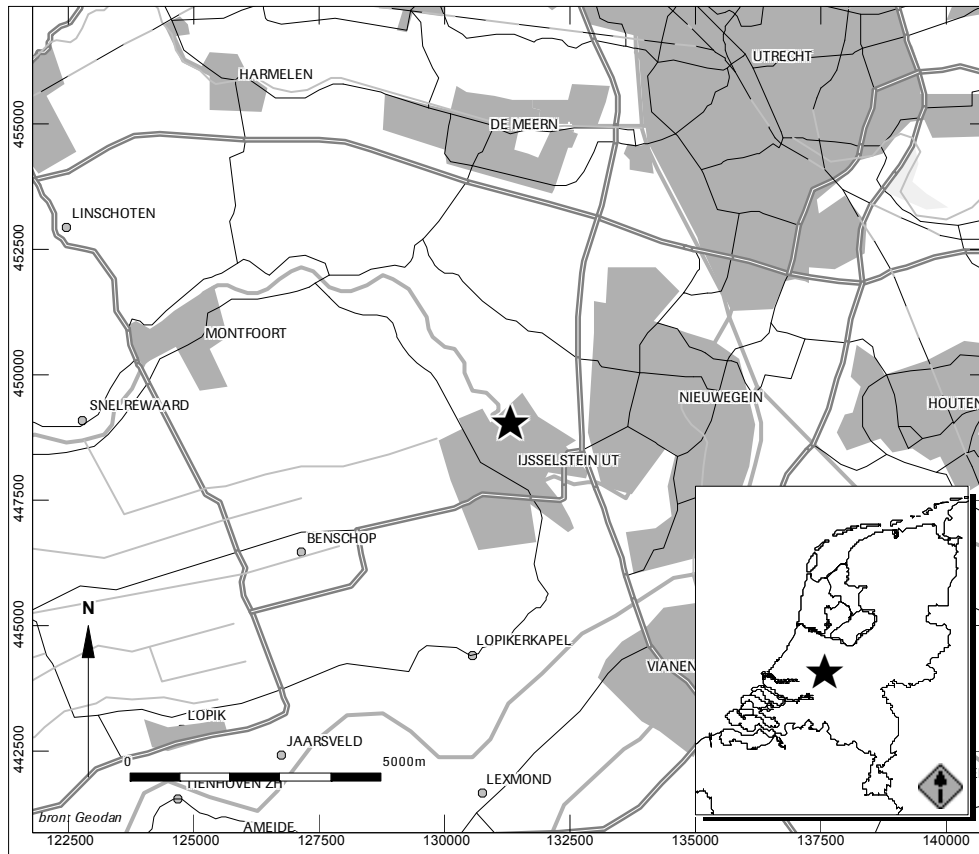 UTRECHT
HARMELEN
DE MEERN
455000
LINSCHOTEN
452500
MONTFOORT
450000
NIEUWEGEIN
SNELREWAARD
HOUTEN
IJSSELSTEIN UT
447500
BENSCHOP
N
445000
LOPIKERKAPEL
VIANEN
LOPIK
442500
JAARSVELD
0
5000m
LEXMOND
TIENHOVEN ZH
bron: Geodan
AMEIDE
122500 125000 127500 130000 132500 135000 137500 140000